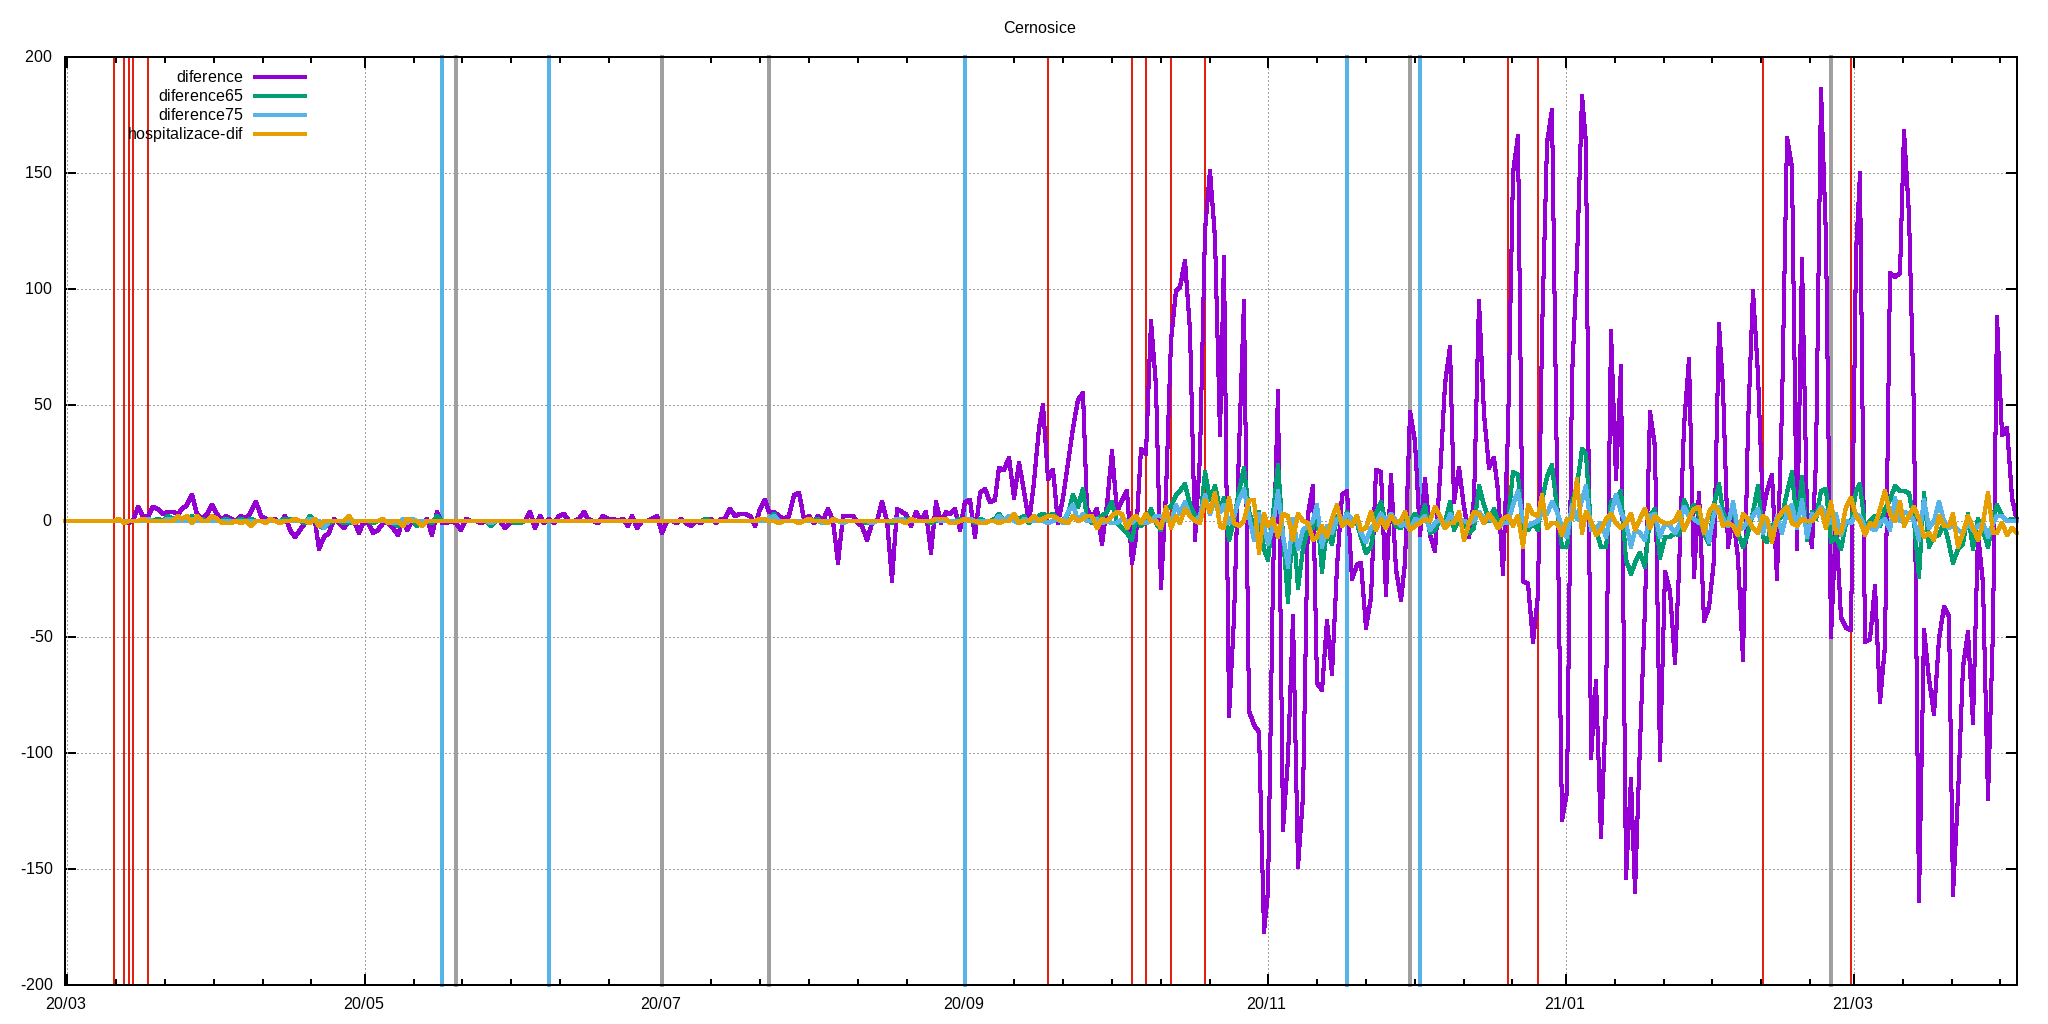 Cernosice
200
150
100
50
0
-50
-100
-150
-200
diference
diference65
diference75
hospitalizace-dif
20/03 20/05 20/07 20/09 20/11 21/01 21/03